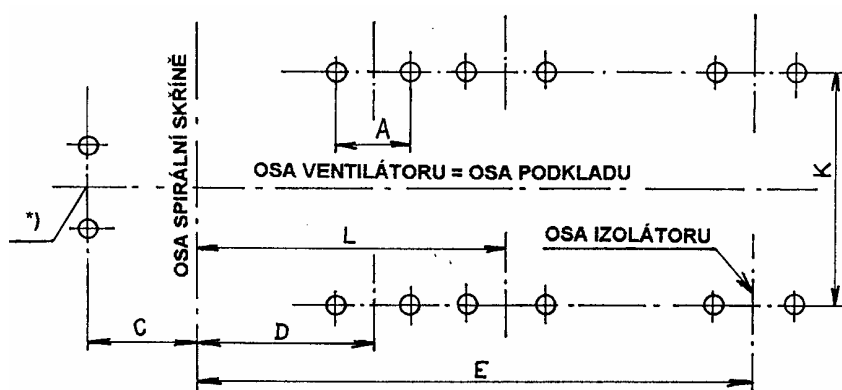 OSA SPIRÁLNÍ SKŘÍNĚ
A
K
OSA VENTILÁTORU = OSA PODKLADU
*)
L
OSA IZOLÁTORU
C
D
E